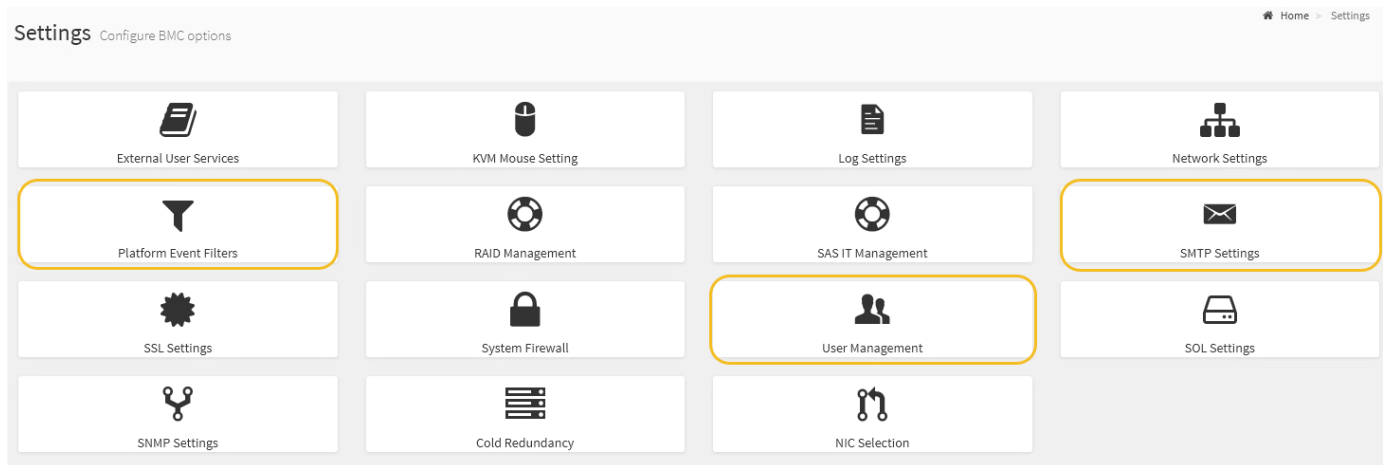 Home > Settings
Settings Configure BMC options
External User Services
KVM Mouse Setting
Log Settings
Network Settings
Platform Event Filters
RAID Management
SAS IT Management
SMTP Settings
SSL Settings
System Firewall
User Management
SOL Settings
SNMP Settings
Cold Redundancy
NIC Selection